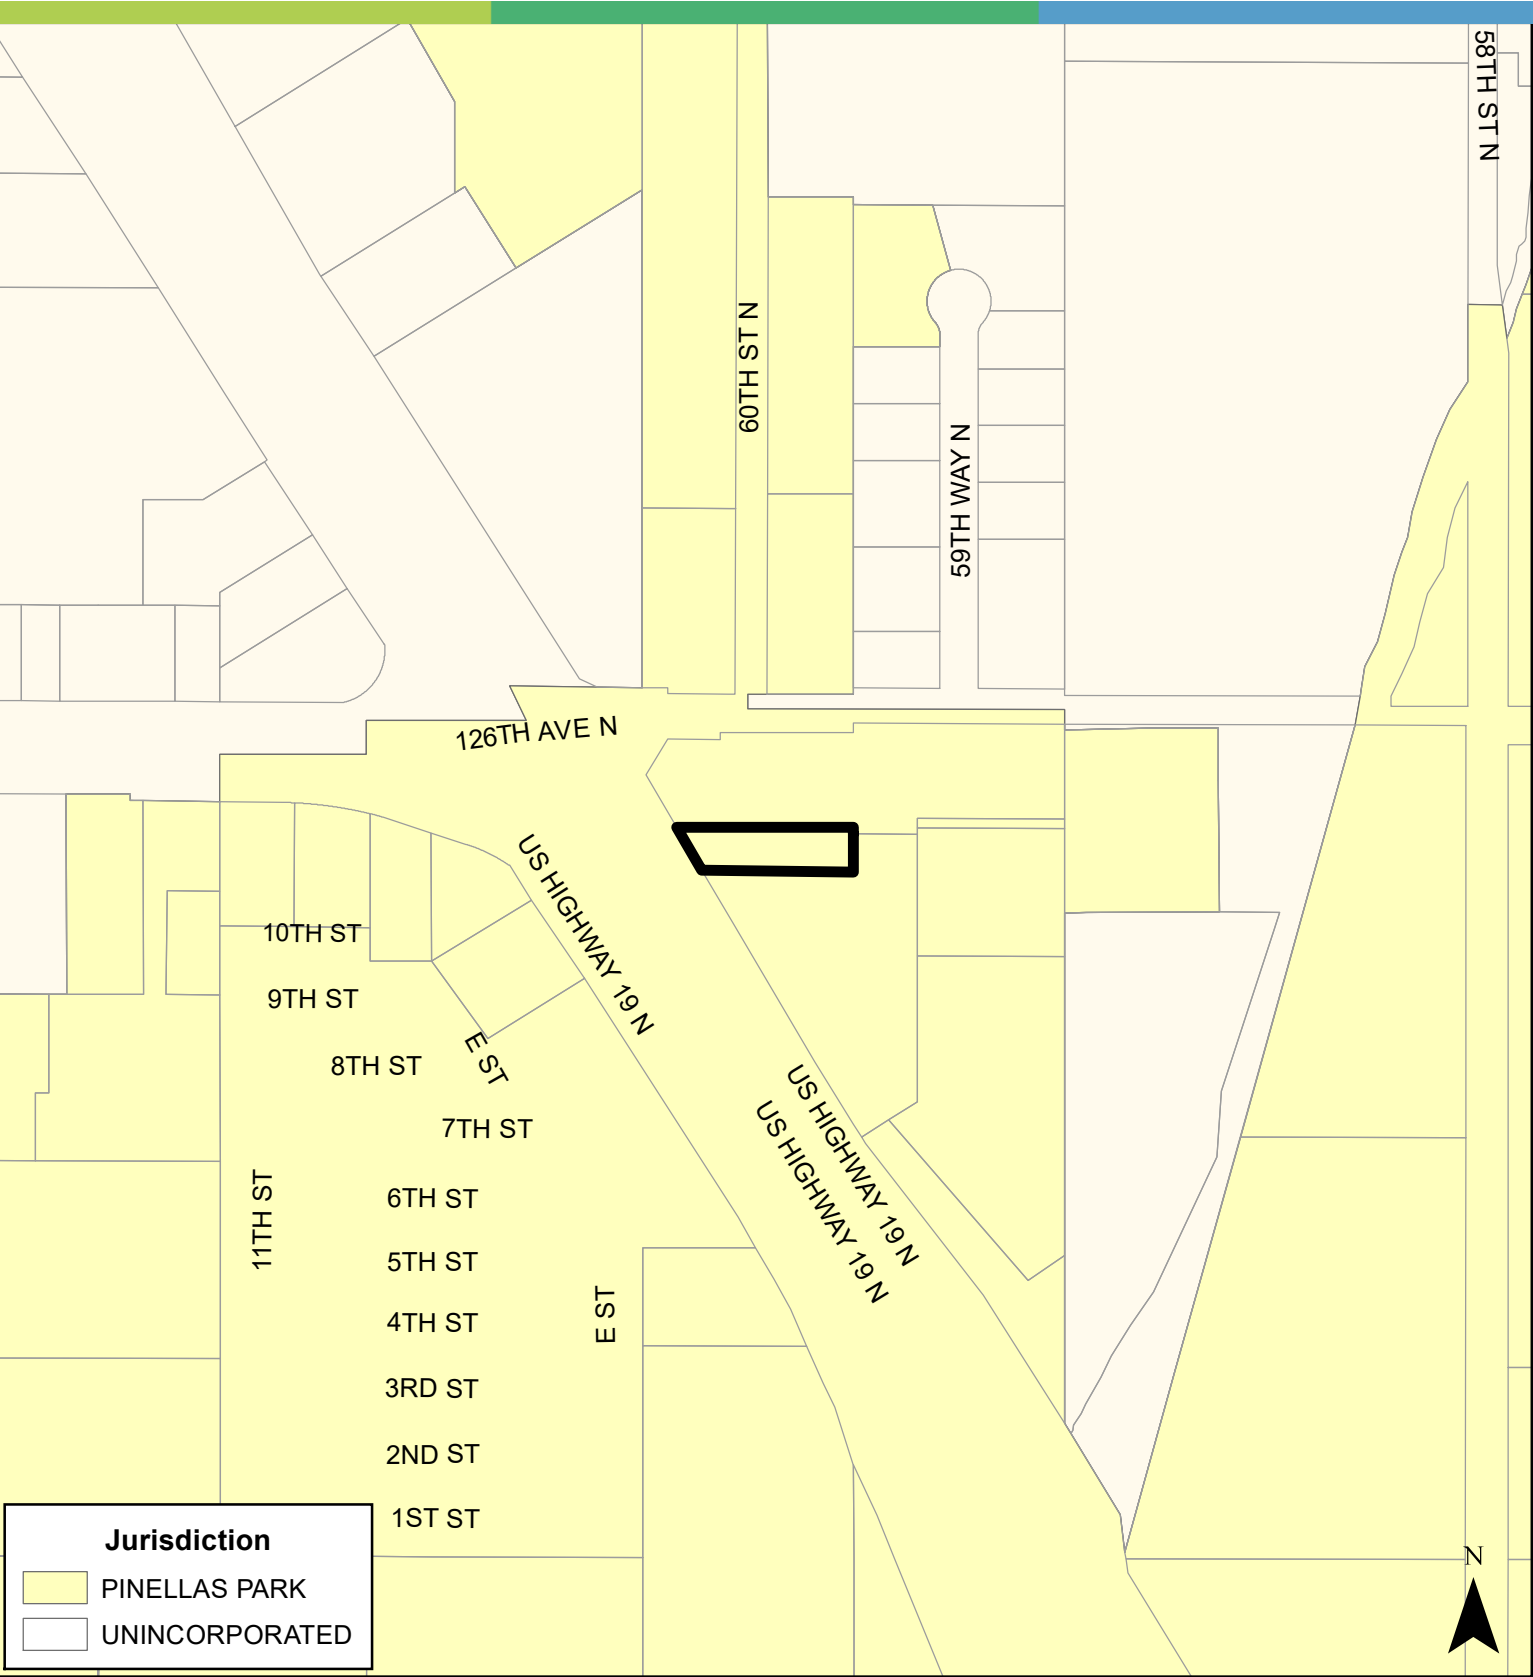 58TH ST N
60TH ST N
59TH WAY N
126TH AVE N
US HIGHWAY 19 N
10TH ST
9TH ST
E ST
8TH ST
US HIGHWAY 19 N
US HIGHWAY 19 N
7TH ST
11TH ST
6TH ST
5TH ST
E ST
4TH ST
3RD ST
2ND ST
1ST ST
Jurisdiction
PINELLAS PARK
UNINCORPORATED
N